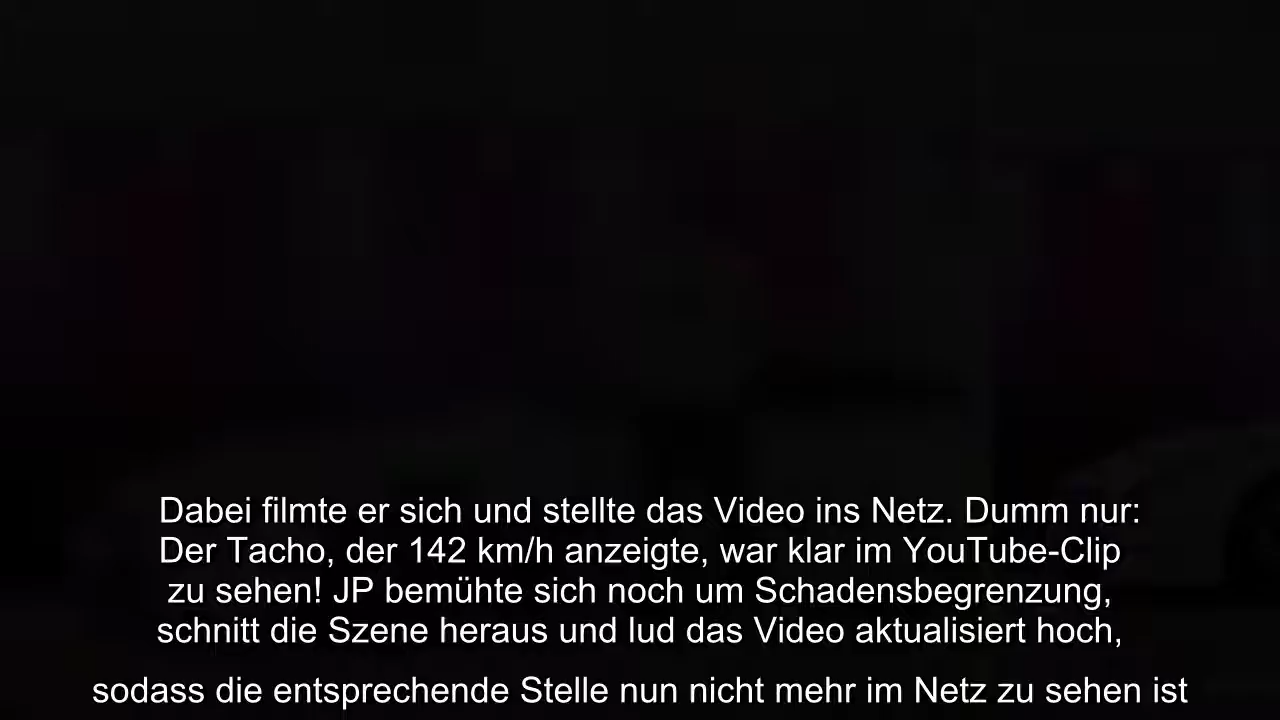 Dabei filmte er sich und stellte das Video ins Netz. Dumm nur:
Der Tacho, der 142 km/h anzeigte, war klar im YouTube-Clip
zu sehen! JP bemühte sich noch um Schadensbegrenzung,
schnitt die Szene heraus und lud das Video aktualisiert hoch,
sodass die entsprechende Stelle nun nicht mehr im Netz zu sehen ist